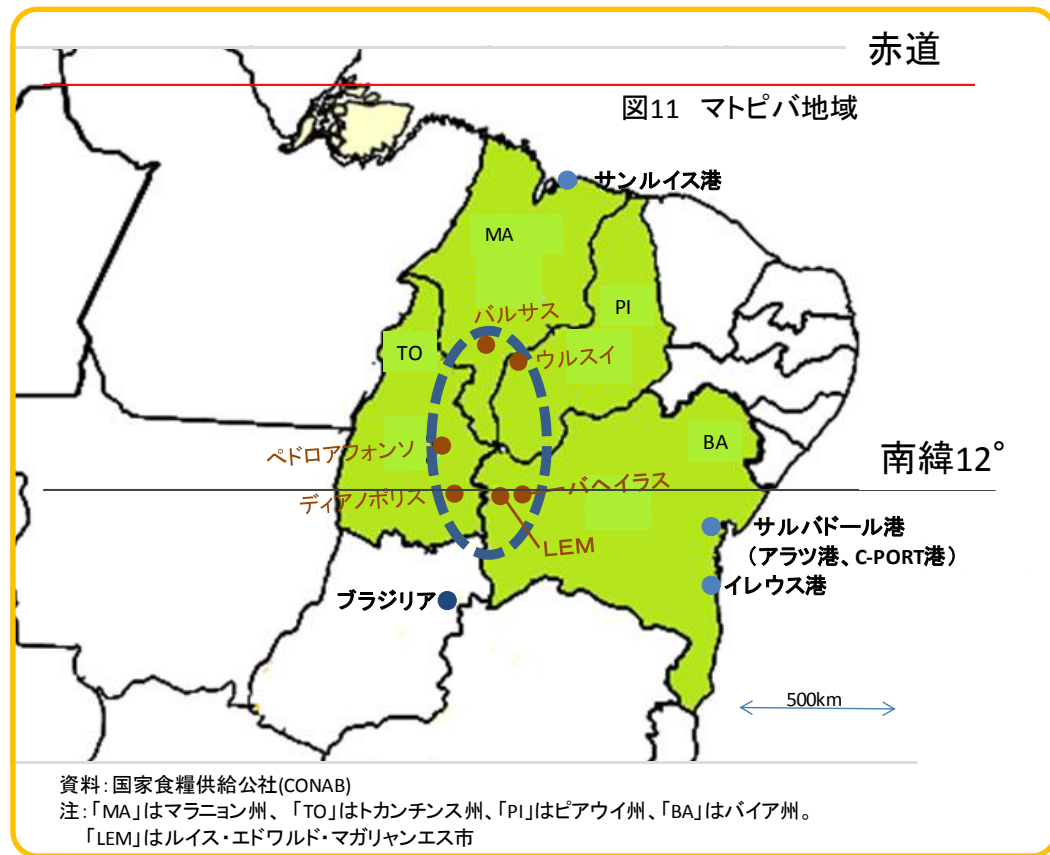 赤道
図11 マトピバ地域
サンルイス港
MA
PI
バルサス
TO
ウルスイ
BA
ペドロアフォンソ
南緯12°
ディアノポリス
バヘイラス
LEM
サルバドール港
(アラツ港、C-PORT港)
イレウス港
ブラジリア
500km
資料:国家食糧供給公社(CONAB)
注:「MA」はマラニョン州、「TO」はトカンチンス州、「PI」はピアウイ州、「BA」はバイア州。
「LEM」はルイス・エドワルド・マガリャンエス市